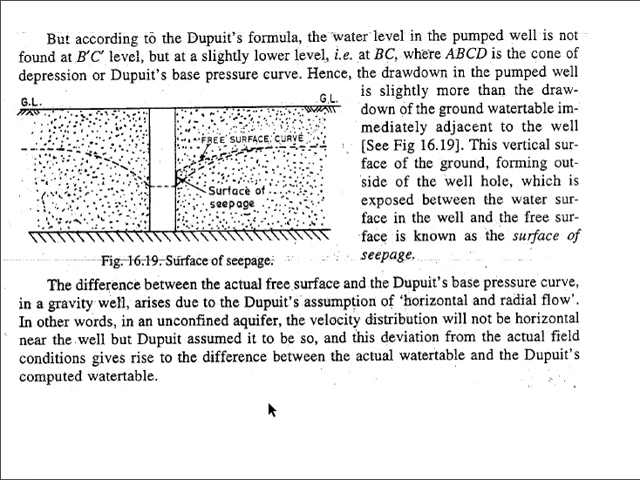 But according to the Dupuit's formula, the water level in the pumped well is not
found at B′C′ level, but at a slightly lower level, i.e. at BC, where ABCD is the cone of
depression or Dupuit's base pressure curve. Hence, the drawdown in the pumped well
is slightly more than the draw-
down of the ground watertable im-
mediately adjacent to the well
[See Fig 16.19]. This vertical sur-
face of the ground, forming out-
side of the well hole, which is
exposed between the water sur-
face in the well and the free sur-
face is known as the surface of
seepage.
G.L.
G.L.
FREE SURFACE CURVE
Surface of
seepage
Fig. 16.19. Surface of seepage.
The difference between the actual free surface and the Dupuit's base pressure curve,
in a gravity well, arises due to the Dupuit's assumption of 'horizontal and radial flow'.
In other words, in an unconfined aquifer, the velocity distribution will not be horizontal
near the well but Dupuit assumed it to be so, and this deviation from the actual field
conditions gives rise to the difference between the actual watertable and the Dupuit's
computed watertable.